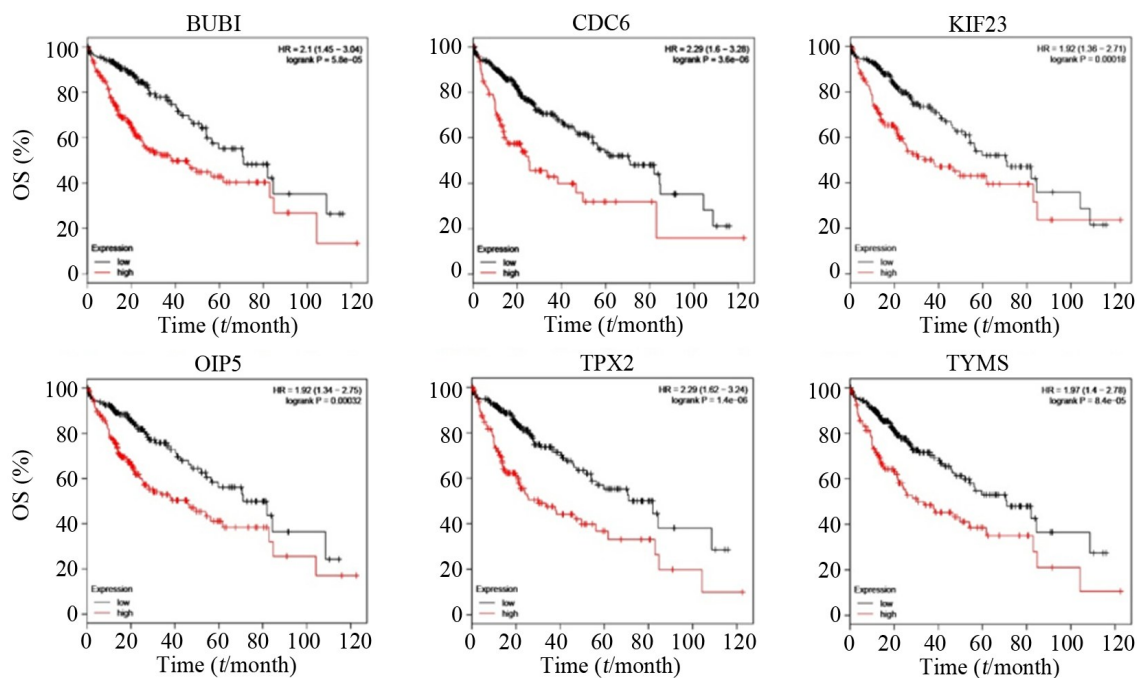 BUBI
HR = 2.1 (1.45 − 3.04)
logrank P = 5.8e−05
OS (%)
100
80
60
40
20
0
Expression
low
high
0 20 40 60 80 100 120
Time (t/month)
CDC6
HR = 2.29 (1.6 − 3.28)
logrank P = 3.6e−06
100
80
60
40
20
0
Expression
low
high
0 20 40 60 80 100 120
Time (t/month)
KIF23
HR = 1.92 (1.36 − 2.71)
logrank P = 0.00018
100
80
60
40
20
0
Expression
low
high
0 20 40 60 80 100 120
Time (t/month)
OIP5
HR = 1.92 (1.34 − 2.75)
logrank P = 0.00032
OS (%)
100
80
60
40
20
0
Expression
low
high
0 20 40 60 80 100 120
Time (t/month)
TPX2
HR = 2.29 (1.62 − 3.24)
logrank P = 1.4e−06
100
80
60
40
20
0
Expression
low
high
0 20 40 60 80 100 120
Time (t/month)
TYMS
HR = 1.97 (1.4 − 2.78)
logrank P = 8.4e−05
100
80
60
40
20
0
Expression
low
high
0 20 40 60 80 100 120
Time (t/month)